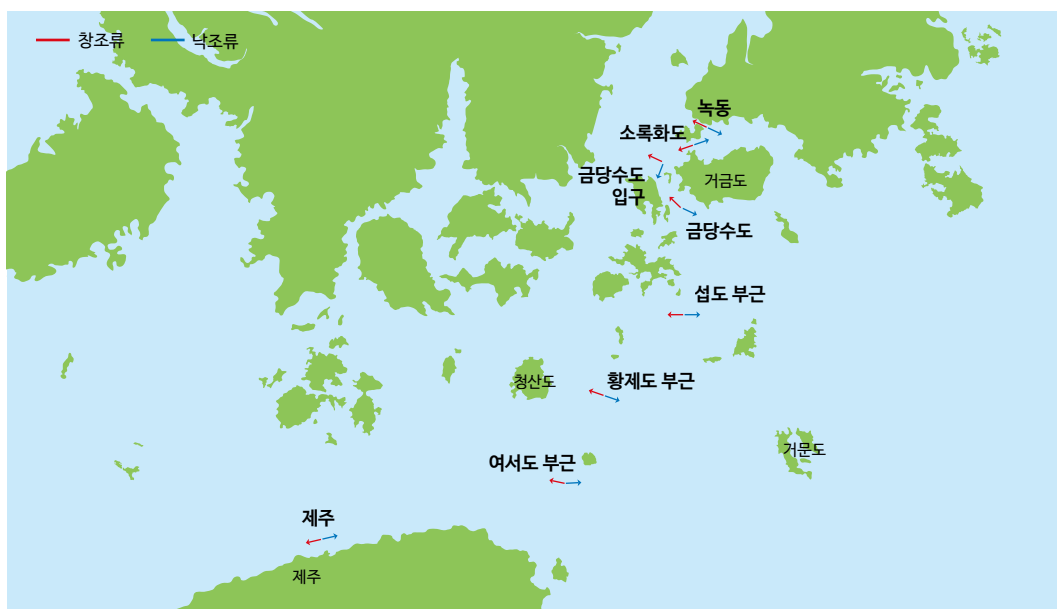 창조류
낙조류
녹동
소록화도
금당수도
입구
거금도
금당수도
섭도 부근
청산도
황제도 부근
거문도
여서도 부근
제주
제주